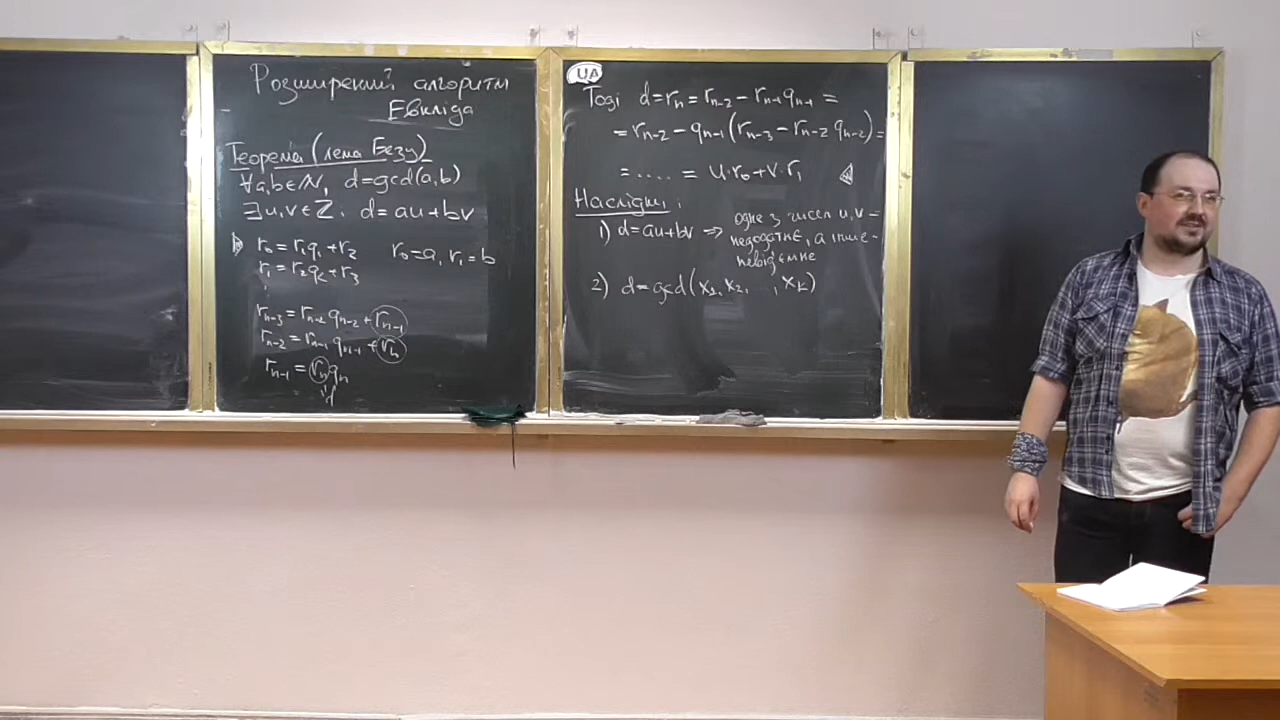 Розширений алгоритм
Евкліда
Теорема (лема Безу)
∀a,b∈ℕ, d=gcd(a,b)
∃u,v∈ℤ: d=au+bv
r₀=r₁q₁+r₂ r₀=a, r₁=b
r₁=r₂q₂+r₃
rₙ₋₃=rₙ₋₂qₙ₋₂+rₙ₋₁
rₙ₋₂=rₙ₋₁qₙ₋₁+rₙ
rₙ₋₁=rₙqₙ
d
UA
Тоді d=rₙ=rₙ₋₂−rₙ₋₁qₙ₋₁=
=rₙ₋₂−qₙ₋₁(rₙ₋₃−rₙ₋₂qₙ₋₂)=
=....=u·r₀+v·r₁
Наслідки:
1) d=au+bv ⇒ одне з чисел u,v −
недодатнє, а інше −
невід'ємне
2) d=gcd(x₁,x₂, ,xₖ)